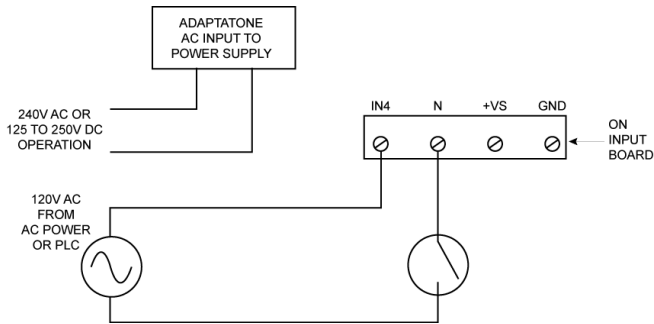 ADAPTATONE
AC INPUT TO
POWER SUPPLY
240V AC OR
125 TO 250V DC
OPERATION
IN4 N +VS GND
ON
INPUT
BOARD
120V AC
FROM
AC POWER
OR PLC